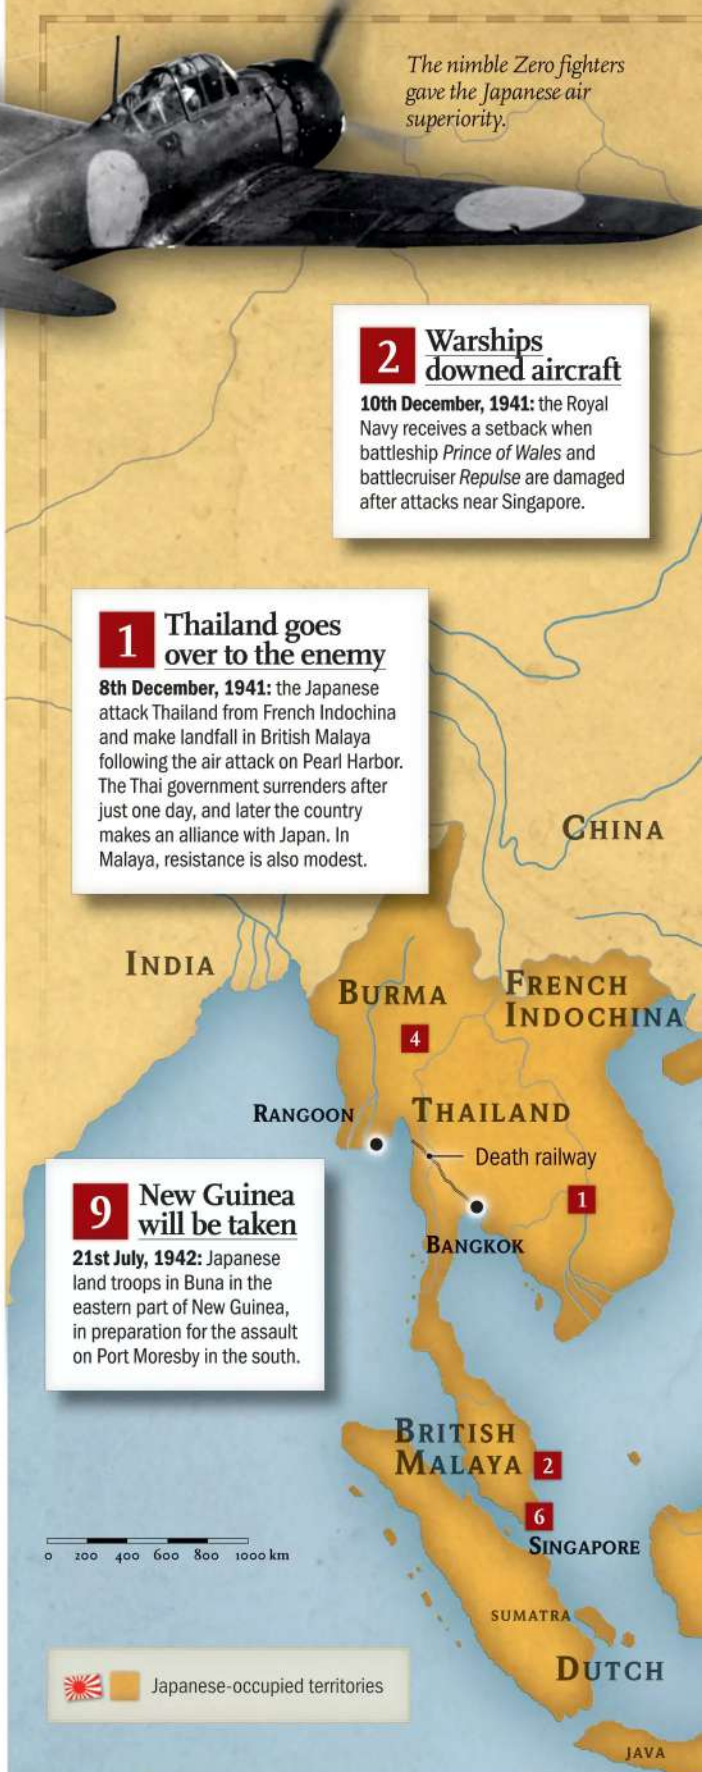 The nimble Zero fighters
gave the Japanese air
superiority.
2
Warships
downed aircraft
10th December, 1941: the Royal
Navy receives a setback when
battleship Prince of Wales and
battlecruiser Repulse are damaged
after attacks near Singapore.
1
Thailand goes
over to the enemy
8th December, 1941: the Japanese
attack Thailand from French Indochina
and make landfall in British Malaya
following the air attack on Pearl Harbor.
The Thai government surrenders after
just one day, and later the country
makes an alliance with Japan. In
Malaya, resistance is also modest.
CHINA
INDIA
BURMA
4
FRENCH
INDOCHINA
RANGOON
THAILAND
Death railway
1
BANGKOK
9
New Guinea
will be taken
21st July, 1942: Japanese
land troops in Buna in the
eastern part of New Guinea,
in preparation for the assault
on Port Moresby in the south.
BRITISH
MALAYA
2
6
SINGAPORE
0 200 400 600 800 1000 km
SUMATRA
DUTCH
Japanese-occupied territories
JAVA